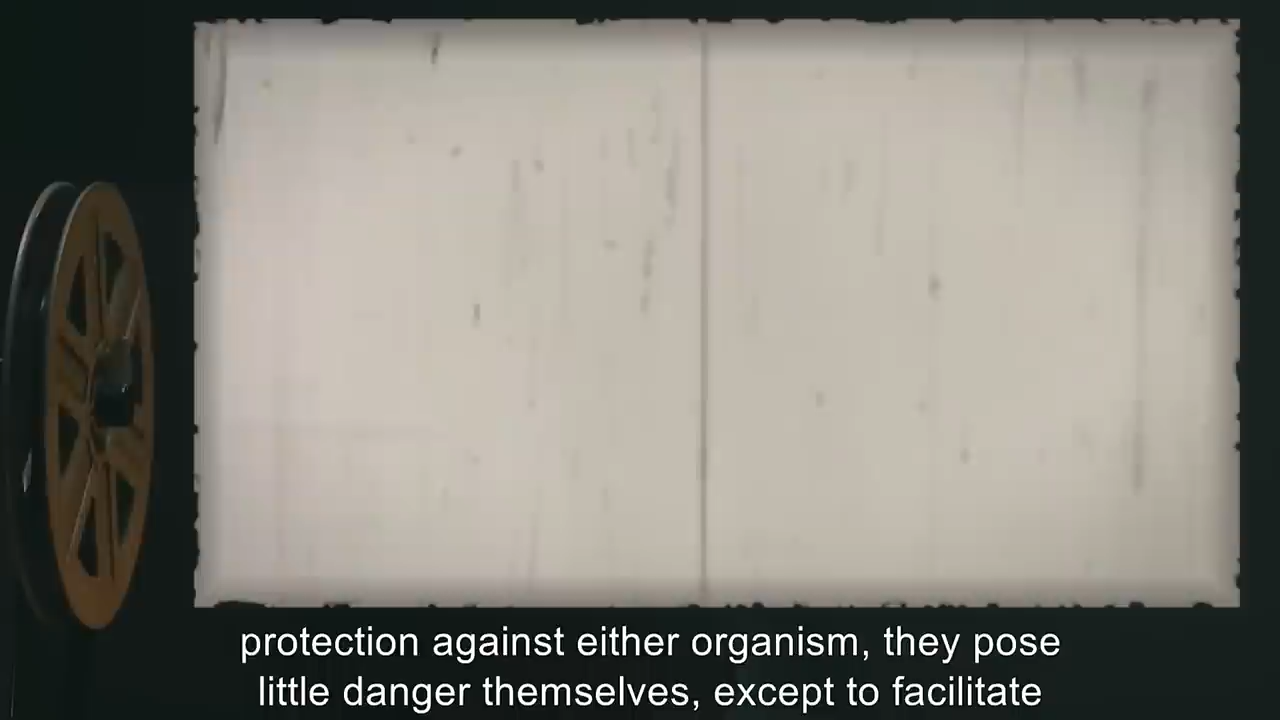 protection against either organism, they pose
little danger themselves, except to facilitate